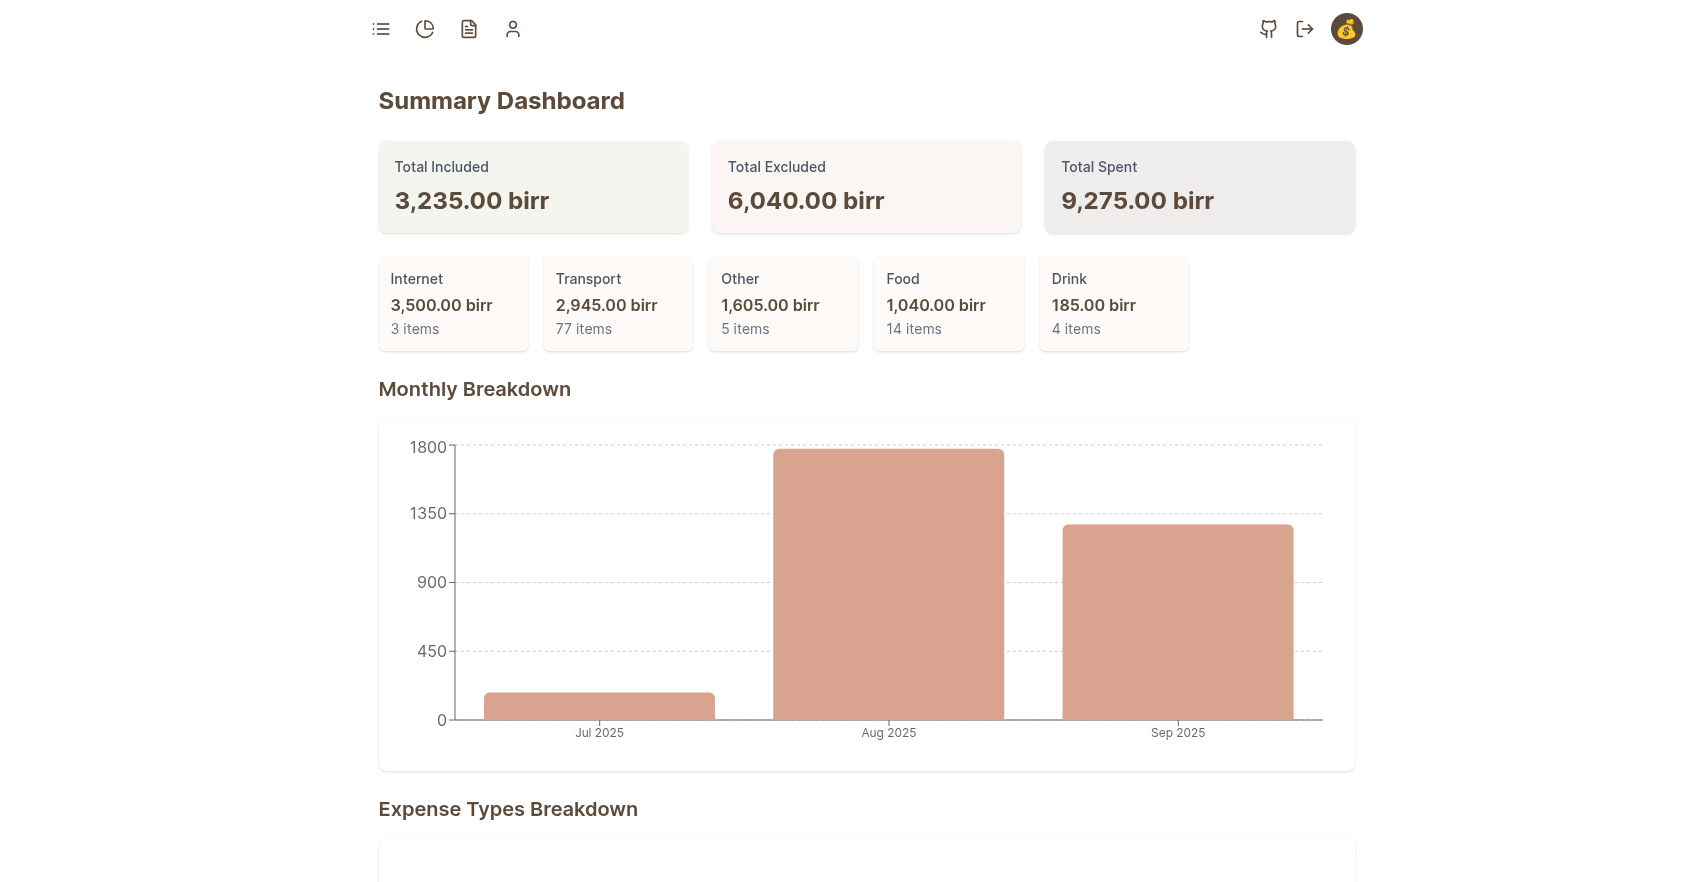 Summary Dashboard
Total Included
3,235.00 birr
Total Excluded
6,040.00 birr
Total Spent
9,275.00 birr
Internet
3,500.00 birr
3 items
Transport
2,945.00 birr
77 items
Other
1,605.00 birr
5 items
Food
1,040.00 birr
14 items
Drink
185.00 birr
4 items
Monthly Breakdown
1800
1350
900
450
0
Jul 2025
Aug 2025
Sep 2025
Expense Types Breakdown